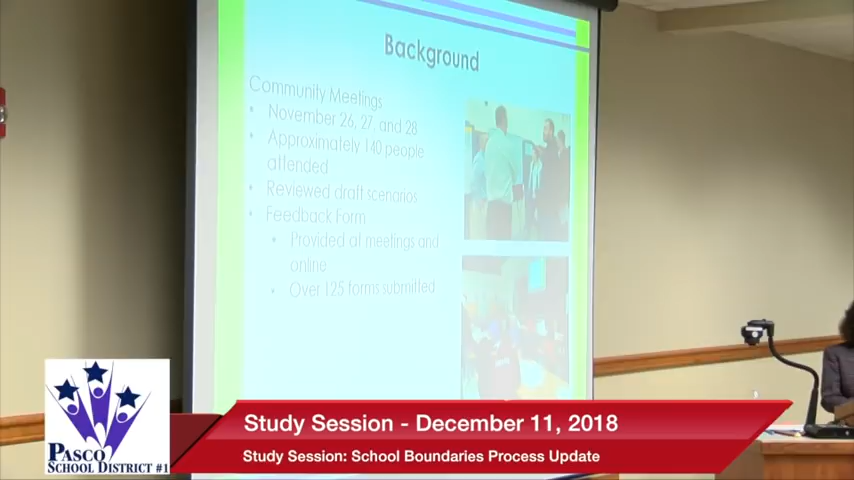 Background
Community Meetings
• November 26, 27, and 28
• Approximately 140 people
attended
• Reviewed draft scenarios
• Feedback Form
• Provided at meetings and
online
• Over 125 forms submitted
PASCO
SCHOOL DISTRICT #1
Study Session - December 11, 2018
Study Session: School Boundaries Process Update